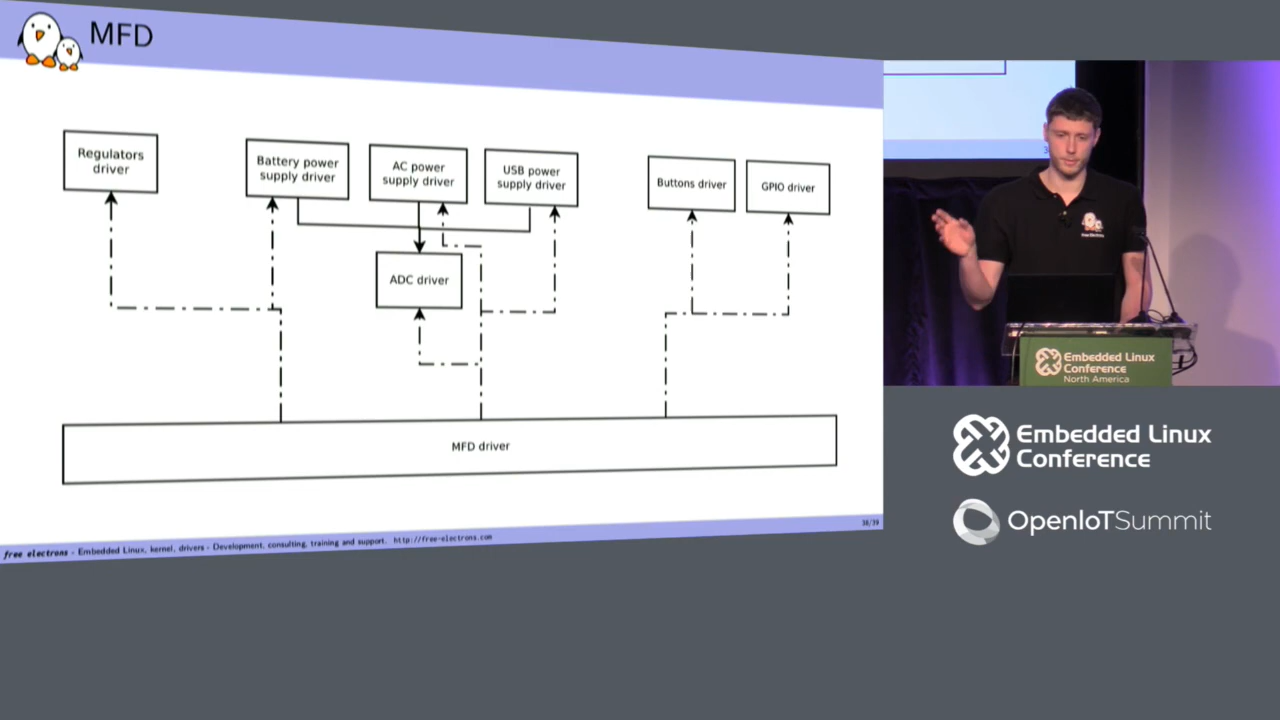 MFD
Regulators
driver
Battery power
supply driver
AC power
supply driver
USB power
supply driver
Buttons driver
GPIO driver
ADC driver
MFD driver
38/39
free electrons - Embedded Linux, kernel, drivers - Development, consulting, training and support. http://free-electrons.com
Embedded Linux
Conference
North America
Embedded Linux
Conference
OpenIoTSummit